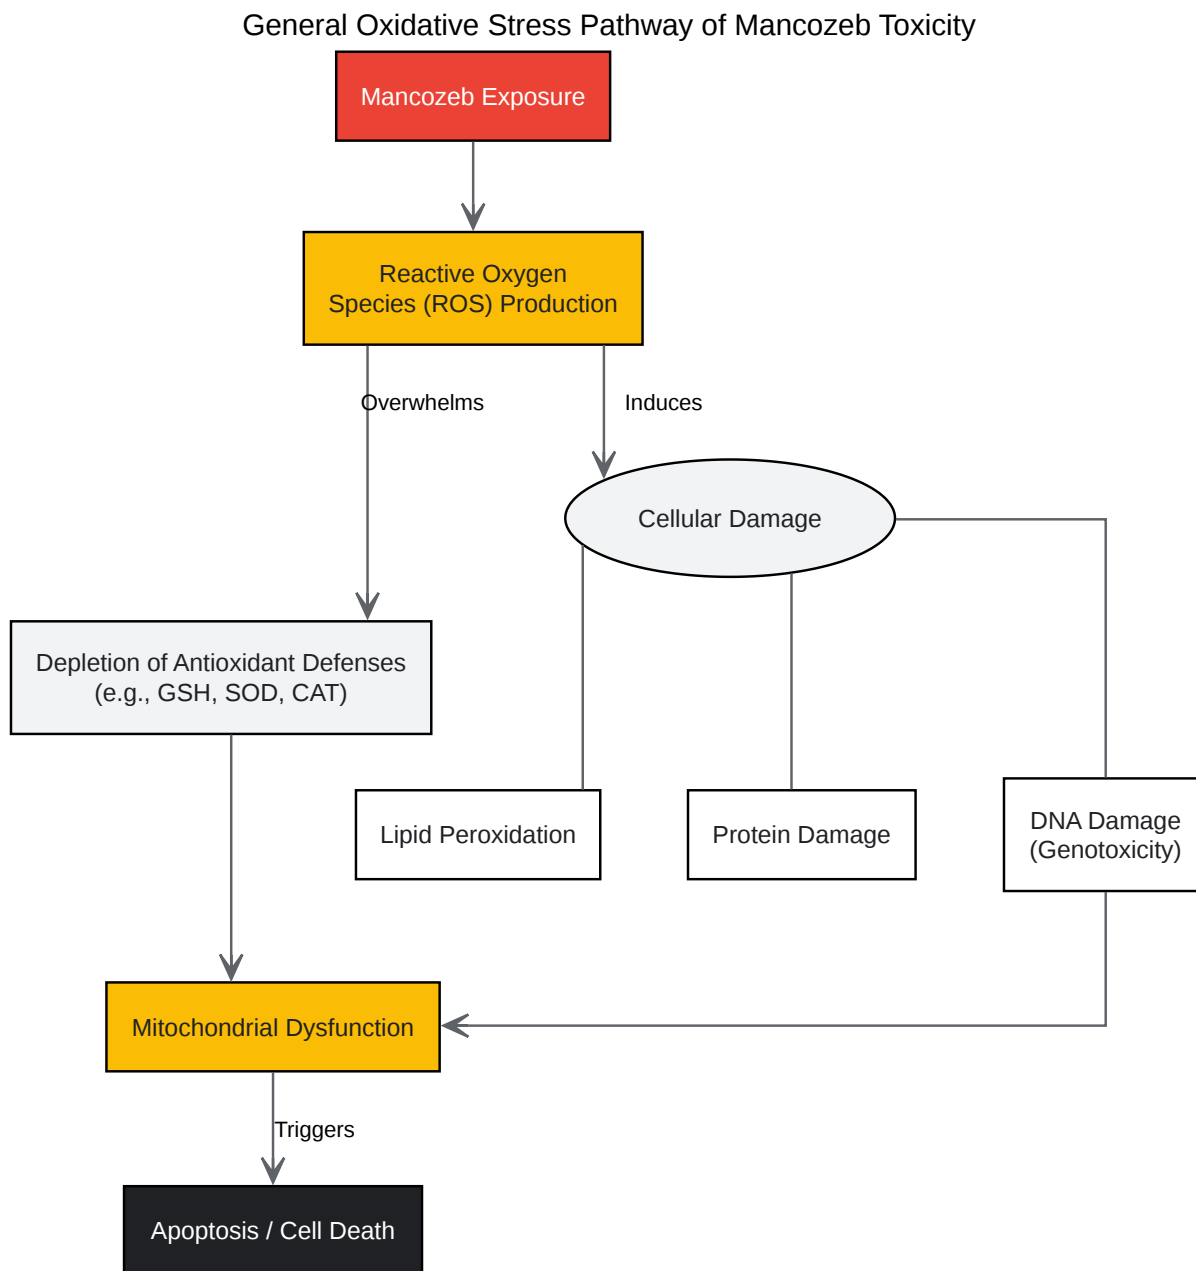 General Oxidative Stress Pathway of Mancozeb Toxicity
Mancozeb Exposure
Reactive Oxygen
Species (ROS) Production
Overwhelms
Induces
Cellular Damage
Depletion of Antioxidant Defenses
(e.g., GSH, SOD, CAT)
Lipid Peroxidation
Protein Damage
DNA Damage
(Genotoxicity)
Mitochondrial Dysfunction
Triggers
Apoptosis / Cell Death